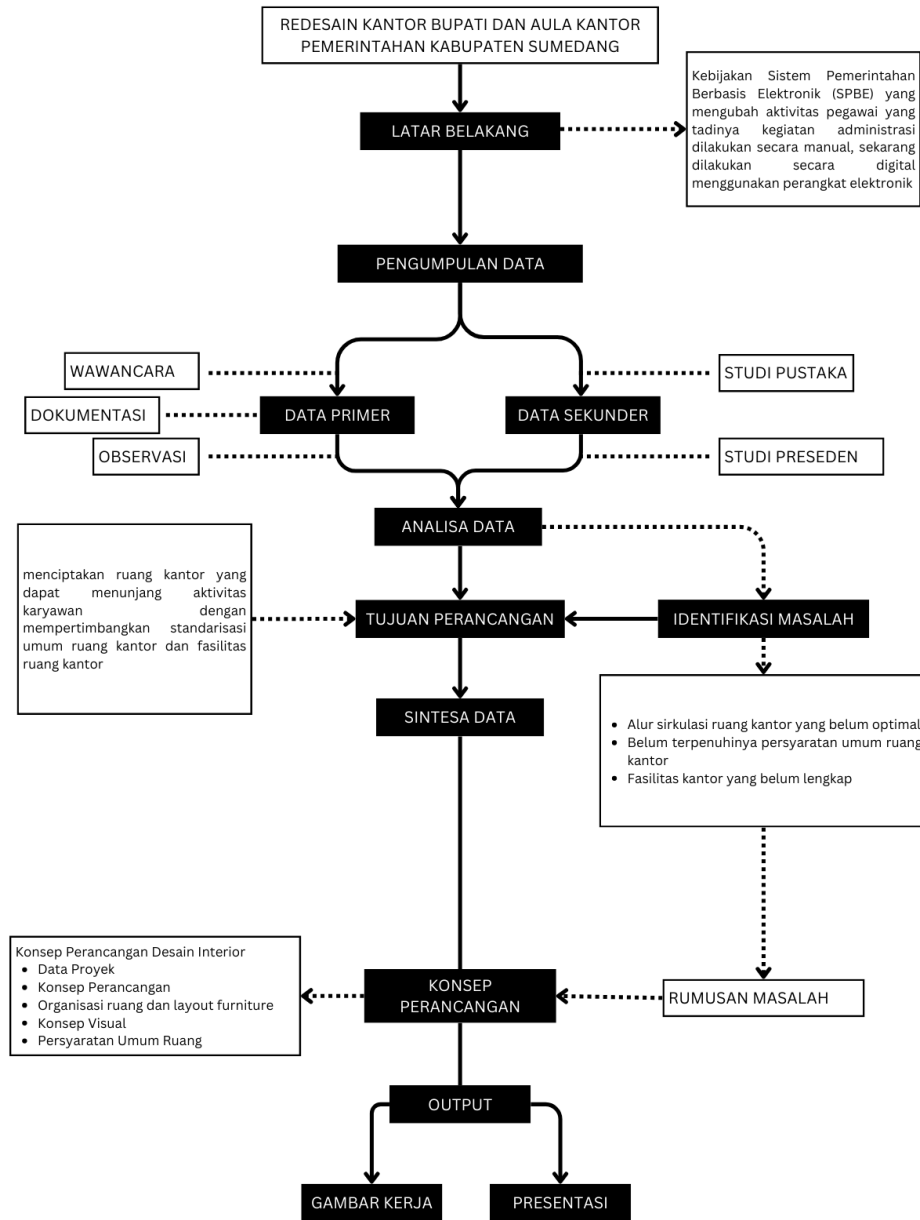 REDESAIN KANTOR BUPATI DAN AULA KANTOR
PEMERINTAHAN KABUPATEN SUMEDANG
LATAR BELAKANG
Kebijakan Sistem Pemerintahan
Berbasis Elektronik (SPBE) yang
mengubah aktivitas pegawai yang
tadinya kegiatan administrasi
dilakukan secara manual, sekarang
dilakukan secara digital
menggunakan perangkat elektronik
PENGUMPULAN DATA
WAWANCARA
STUDI PUSTAKA
DOKUMENTASI
DATA PRIMER
DATA SEKUNDER
OBSERVASI
STUDI PRESEDEN
ANALISA DATA
menciptakan ruang kantor yang
dapat menunjang aktivitas
karyawan dengan
mempertimbangkan standarisasi
umum ruang kantor dan fasilitas
ruang kantor
TUJUAN PERANCANGAN
IDENTIFIKASI MASALAH
SINTESA DATA
• Alur sirkulasi ruang kantor yang belum optimal
• Belum terpenuhinya persyaratan umum ruang
kantor
• Fasilitas kantor yang belum lengkap
Konsep Perancangan Desain Interior
• Data Proyek
• Konsep Perancangan
• Organisasi ruang dan layout furniture
• Konsep Visual
• Persyaratan Umum Ruang
KONSEP
PERANCANGAN
RUMUSAN MASALAH
OUTPUT
GAMBAR KERJA
PRESENTASI